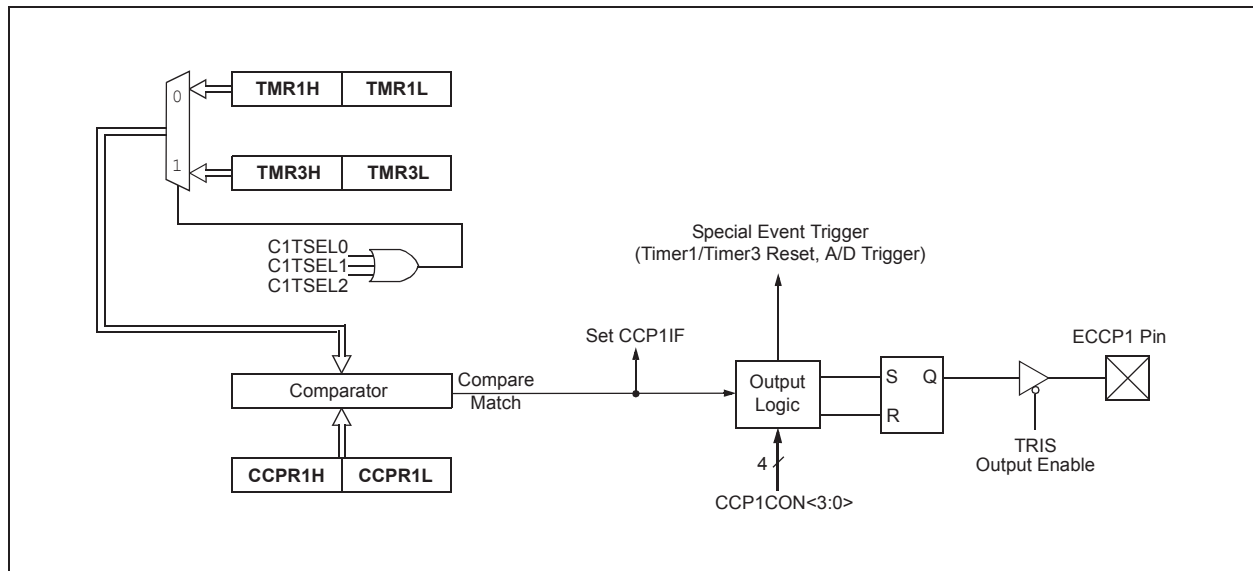 0
TMR1H TMR1L
1
TMR3H TMR3L
C1TSEL0
C1TSEL1
C1TSEL2
Special Event Trigger
(Timer1/Timer3 Reset, A/D Trigger)
Set CCP1IF
ECCP1 Pin
Comparator
Compare
Match
Output
Logic
S Q
R
TRIS
Output Enable
CCPR1H CCPR1L
4
CCP1CON<3:0>